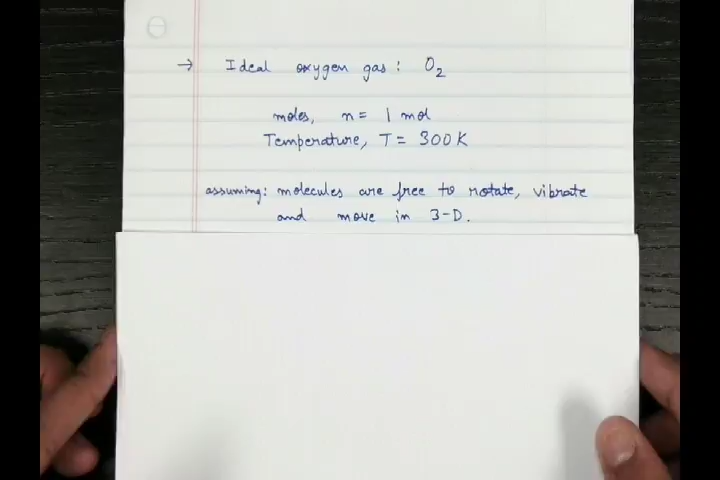 → Ideal oxygen gas: O₂
moles, n = 1 mol
Temperature, T = 300K
assuming: molecules are free to rotate, vibrate
and move in 3-D.